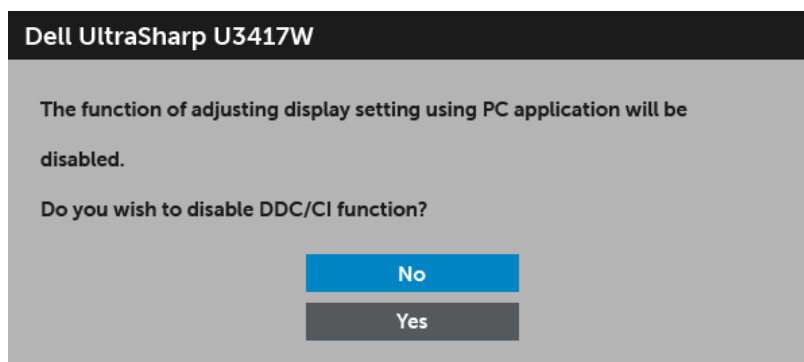 Dell UltraSharp U3417W
The function of adjusting display setting using PC application will be
disabled.
Do you wish to disable DDC/CI function?
No
Yes